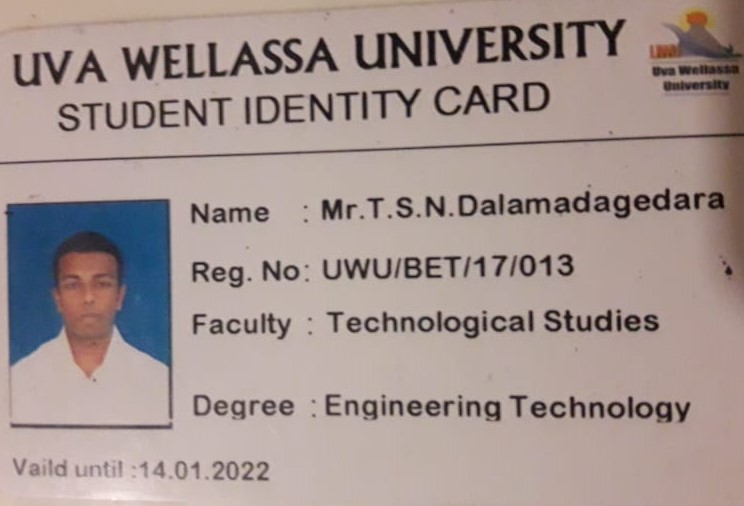 UVA WELLASSA UNIVERSITY
STUDENT IDENTITY CARD
UWU
Uva Wellassa
University
Name : Mr.T.S.N.Dalamadagedara
Reg. No: UWU/BET/17/013
Faculty : Technological Studies
Degree : Engineering Technology
Vaild until :14.01.2022